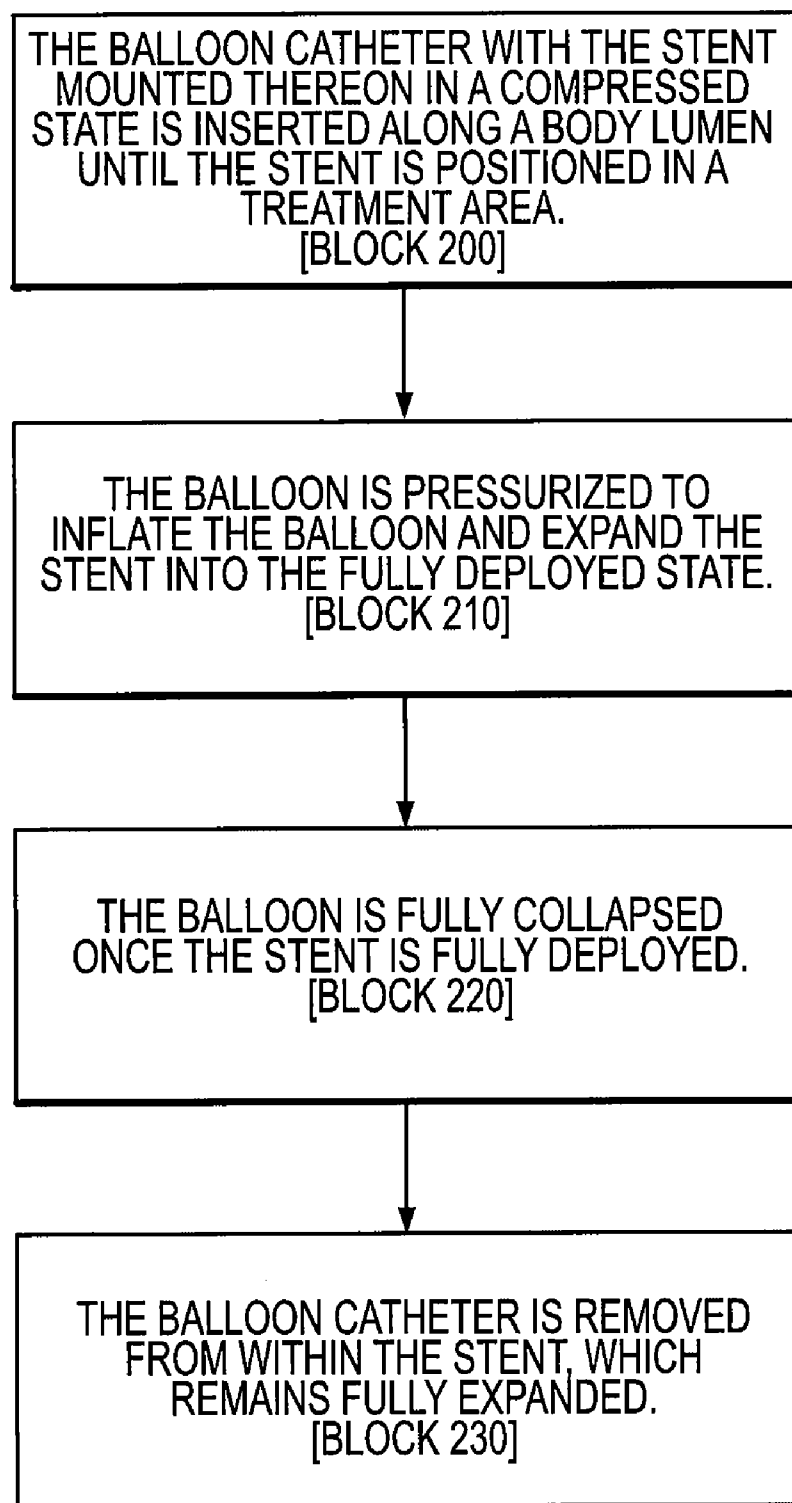 THE BALLOON CATHETER WITH THE STENT
MOUNTED THEREON IN A COMPRESSED
STATE IS INSERTED ALONG A BODY LUMEN
UNTIL THE STENT IS POSITIONED IN A
TREATMENT AREA.
[BLOCK 200]
THE BALLOON IS PRESSURIZED TO
INFLATE THE BALLOON AND EXPAND THE
STENT INTO THE FULLY DEPLOYED STATE.
[BLOCK 210]
THE BALLOON IS FULLY COLLAPSED
ONCE THE STENT IS FULLY DEPLOYED.
[BLOCK 220]
THE BALLOON CATHETER IS REMOVED
FROM WITHIN THE STENT, WHICH
REMAINS FULLY EXPANDED.
[BLOCK 230]